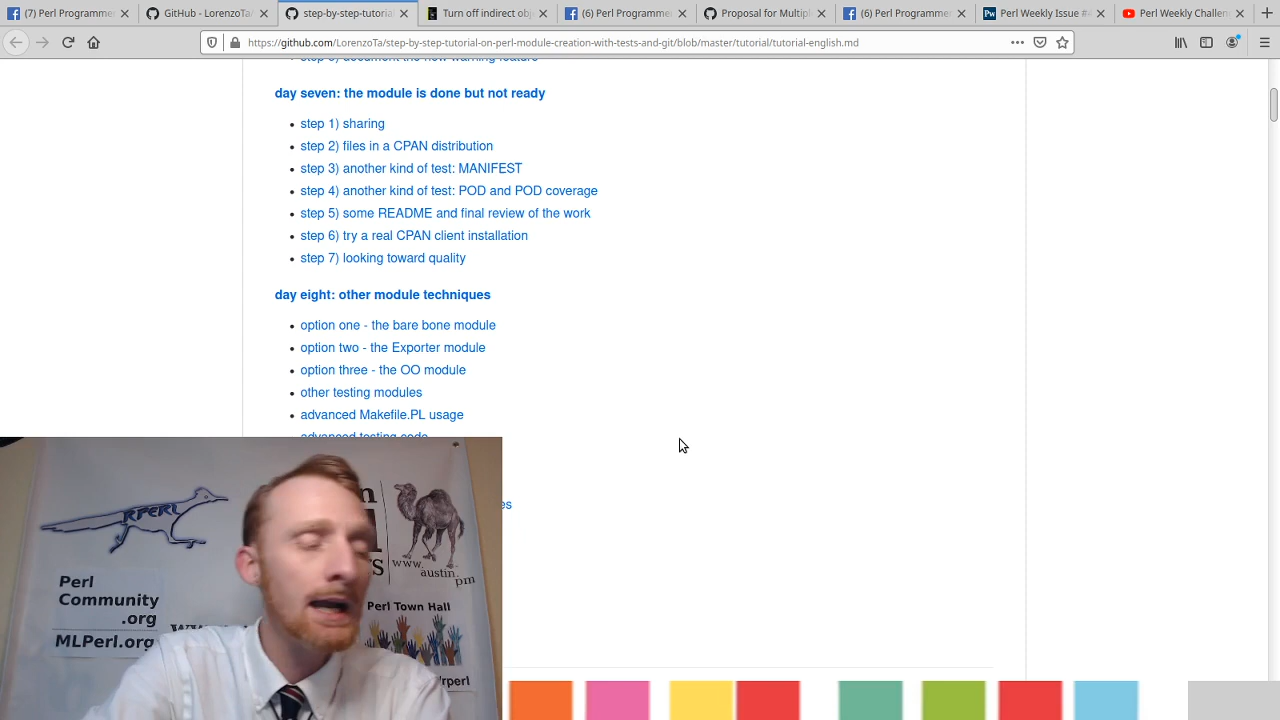 (7) Perl Programme
GitHub - LorenzoTa/
step-by-step-tutorial
Turn off indirect obj
(6) Perl Programme
Proposal for Multipl
(6) Perl Programme
Perl Weekly Issue #4
Perl Weekly Challen
https://github.com/LorenzoTa/step-by-step-tutorial-on-perl-module-creation-with-tests-and-git/blob/master/tutorial/tutorial-english.md
day seven: the module is done but not ready
step 1) sharing
step 2) files in a CPAN distribution
step 3) another kind of test: MANIFEST
step 4) another kind of test: POD and POD coverage
step 5) some README and final review of the work
step 6) try a real CPAN client installation
step 7) looking toward quality
day eight: other module techniques
option one - the bare bone module
option two - the Exporter module
option three - the OO module
other testing modules
advanced Makefile.PL usage
advanced testing code
es
RPERL
www.
austin.
pm
Perl
Community
.org
MLPerl.org
Perl Town Hall